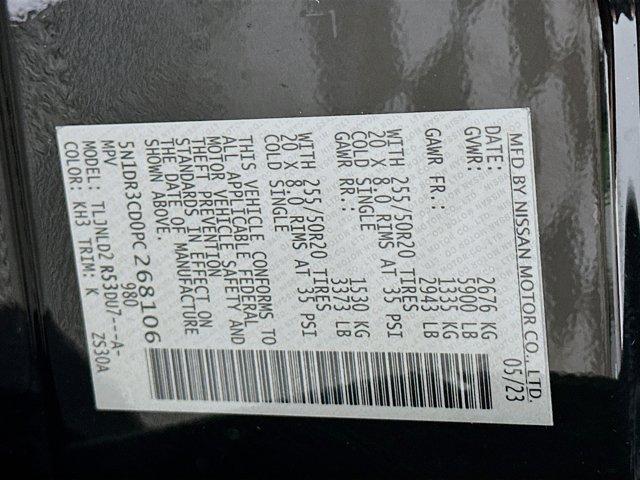 MFD BY NISSAN MOTOR CO., LTD.
DATE: 05/23
GVWR: 2676 KG
5900 LB
GAWR FR.: 1335 KG
2943 LB
WITH 255/50R20 TIRES
20 X 8.0 RIMS AT 35 PSI
COLD SINGLE
GAWR RR.: 1530 KG
3373 LB
WITH 255/50R20 TIRES
20 X 8.0 RIMS AT 35 PSI
COLD SINGLE
THIS VEHICLE CONFORMS TO
ALL APPLICABLE FEDERAL
MOTOR VEHICLE SAFETY AND
THEFT PREVENTION
STANDARDS IN EFFECT ON
THE DATE OF MANUFACTURE
SHOWN ABOVE.
5N1DR3CD0PC268106
MPV 980
MODEL: TLJNLD2 R53DU7---A-
COLOR: KH3 TRIM: K ZS30A